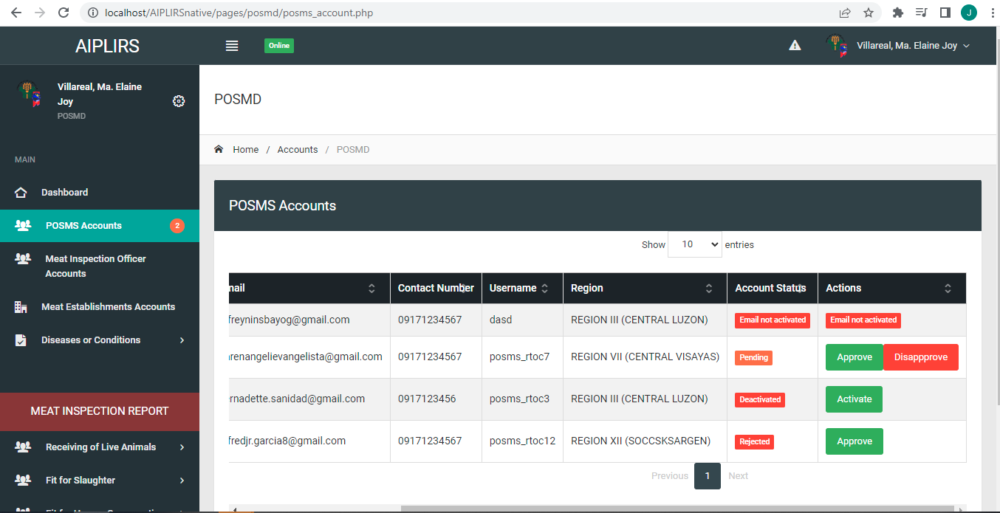 localhost/AIPLIRSnative/pages/posmd/posms_account.php
J
AIPLIRS
Online
Villareal, Ma. Elaine Joy
Villareal, Ma. Elaine
Joy
POSMD
MAIN
Dashboard
POSMS Accounts 2
Meat Inspection Officer
Accounts
Meat Establishments Accounts
Diseases or Conditions
MEAT INSPECTION REPORT
Receiving of Live Animals
Fit for Slaughter
POSMD
Home / Accounts / POSMD
POSMS Accounts
Show 10 entries
mail Contact Number Username Region Account Status Actions
freyninsbayog@gmail.com 09171234567 dasd REGION III (CENTRAL LUZON) Email not activated Email not activated
renangelievangelista@gmail.com 09171234567 posms_rtoc7 REGION VII (CENTRAL VISAYAS) Pending Approve Disappprove
rnadette.sanidad@gmail.com 0917123456 posms_rtoc3 REGION III (CENTRAL LUZON) Deactivated Activate
fredjr.garcia8@gmail.com 09171234567 posms_rtoc12 REGION XII (SOCCSKSARGEN) Rejected Approve
Previous 1 Next